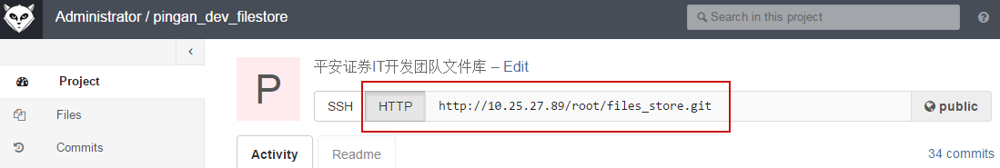 Administrator / pingan_dev_filestore
Search in this project
Project
Files
Commits
P
平安证券IT开发团队文件库 – Edit
SSH HTTP http://10.25.27.89/root/files_store.git public
Activity Readme 34 commits